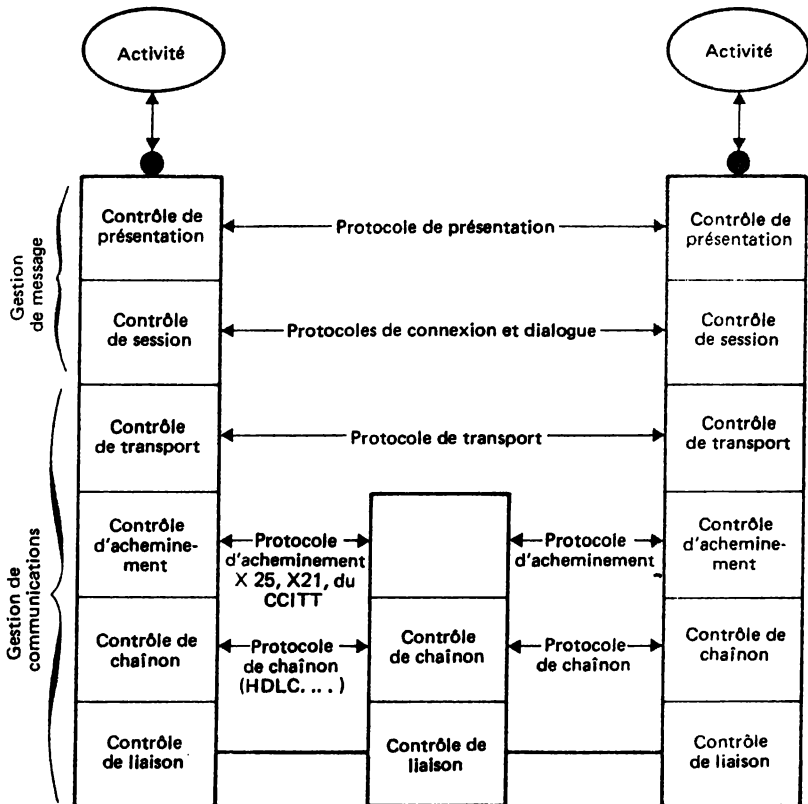 Activité
Activité
Contrôle de
présentation
Protocole de présentation
Contrôle de
présentation
Gestion
de message
Contrôle
de session
Protocoles de connexion et dialogue
Contrôle
de session
Contrôle
de transport
Protocole de transport
Contrôle
de transport
Gestion de
communications
Contrôle
d'achemine-
ment
Protocole
d'acheminement
X 25, X21, du
CCITT
Protocole
d'acheminement
Contrôle
d'achemine-
ment
Contrôle de
chaînon
Protocole
de chaînon
(HDLC. . . . )
Contrôle
de chaînon
Protocole
de chaînon
Contrôle de
chaînon
Contrôle
de liaison
Contrôle de
liaison
Contrôle
de liaison